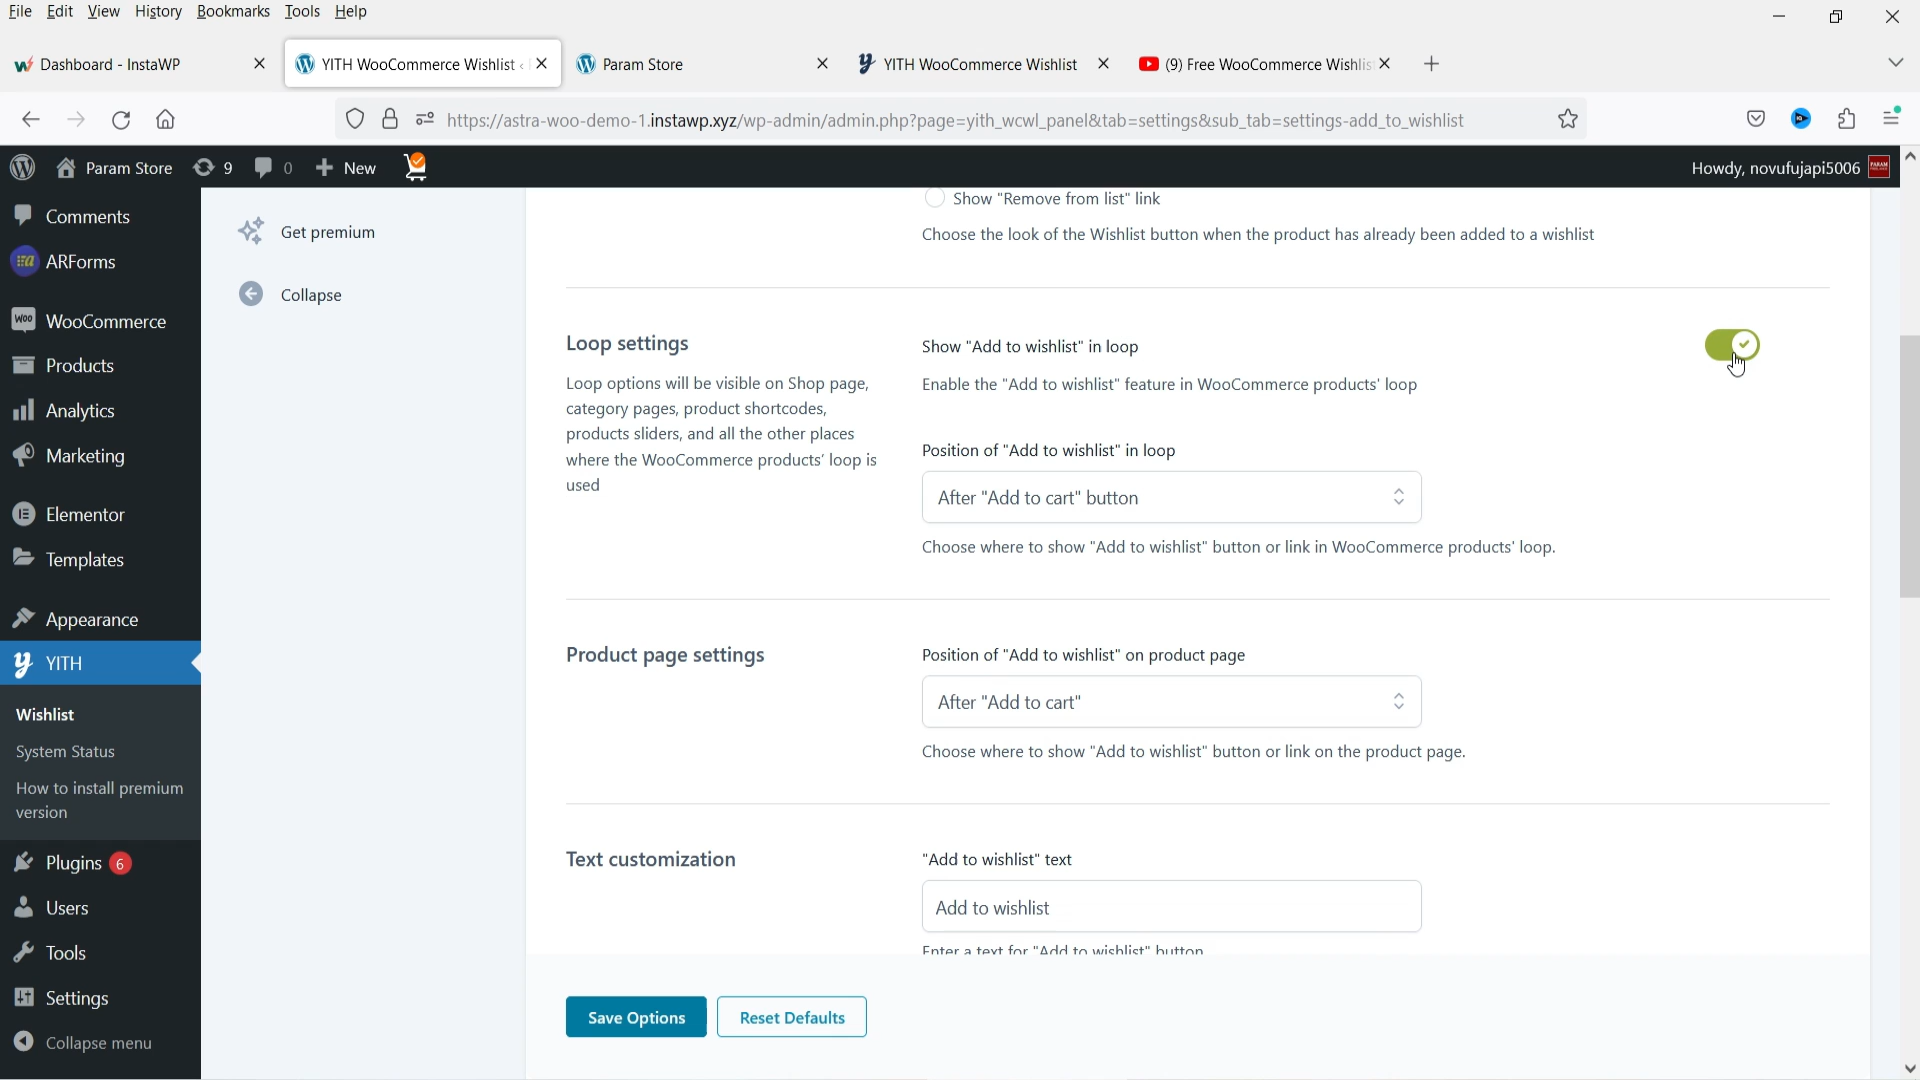 File Edit View History Bookmarks Tools Help
Dashboard - InstaWP
YITH WooCommerce Wishlist ‹
Param Store
YITH WooCommerce Wishlist
(9) Free WooCommerce Wishlis
https://astra-woo-demo-1.instawp.xyz/wp-admin/admin.php?page=yith_wcwl_panel&tab=settings&sub_tab=settings-add_to_wishlist
Param Store 9 0 New
Howdy, novufujapi5006
Comments
ARForms
WooCommerce
Products
Analytics
Marketing
Elementor
Templates
Appearance
YITH
Wishlist
System Status
How to install premium
version
Plugins 6
Users
Tools
Settings
Collapse menu
Get premium
Collapse
Show "Remove from list" link
Choose the look of the Wishlist button when the product has already been added to a wishlist
Loop settings
Loop options will be visible on Shop page,
category pages, product shortcodes,
products sliders, and all the other places
where the WooCommerce products' loop is
used
Show "Add to wishlist" in loop
Enable the "Add to wishlist" feature in WooCommerce products' loop
Position of "Add to wishlist" in loop
After "Add to cart" button
Choose where to show "Add to wishlist" button or link in WooCommerce products' loop.
Product page settings
Position of "Add to wishlist" on product page
After "Add to cart"
Choose where to show "Add to wishlist" button or link on the product page.
Text customization
"Add to wishlist" text
Add to wishlist
Enter a text for "Add to wishlist" button
Save Options
Reset Defaults